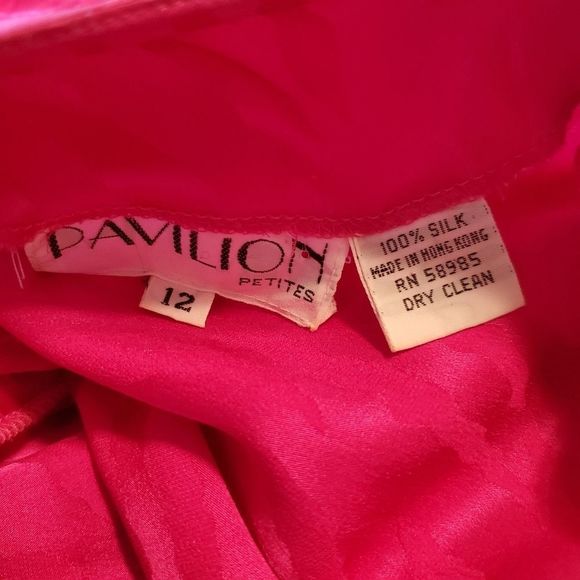 PAVILION
PETITES
12
100% SILK
MADE IN HONG KONG
RN 58985
DRY CLEAN